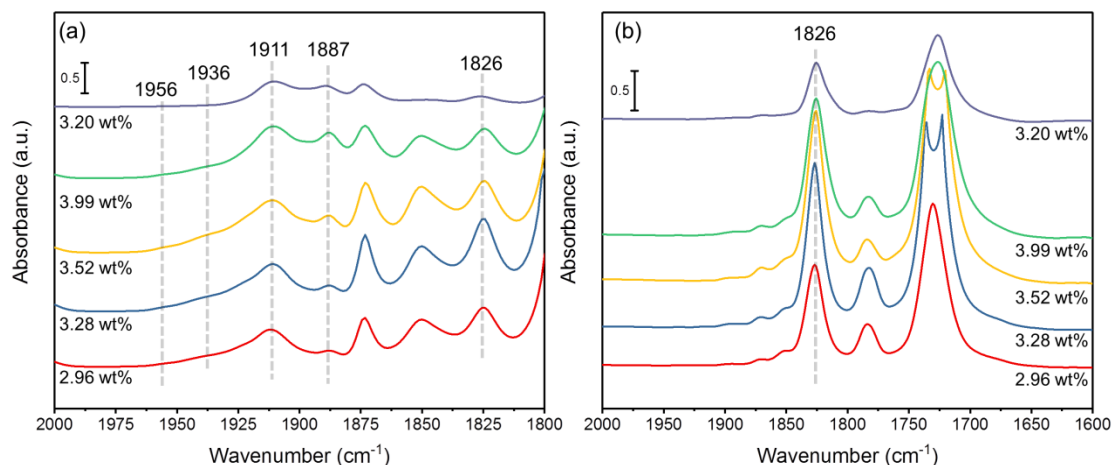 (a)
1956
1936
1911
1887
1826
0.5
3.20 wt%
3.99 wt%
3.52 wt%
3.28 wt%
2.96 wt%
Absorbance (a.u.)
2000 1975 1950 1925 1900 1875 1850 1825 1800
Wavenumber (cm⁻¹)
(b)
1826
0.5
3.20 wt%
3.99 wt%
3.52 wt%
3.28 wt%
2.96 wt%
Absorbance (a.u.)
2000 1950 1900 1850 1800 1750 1700 1650 1600
Wavenumber (cm⁻¹)